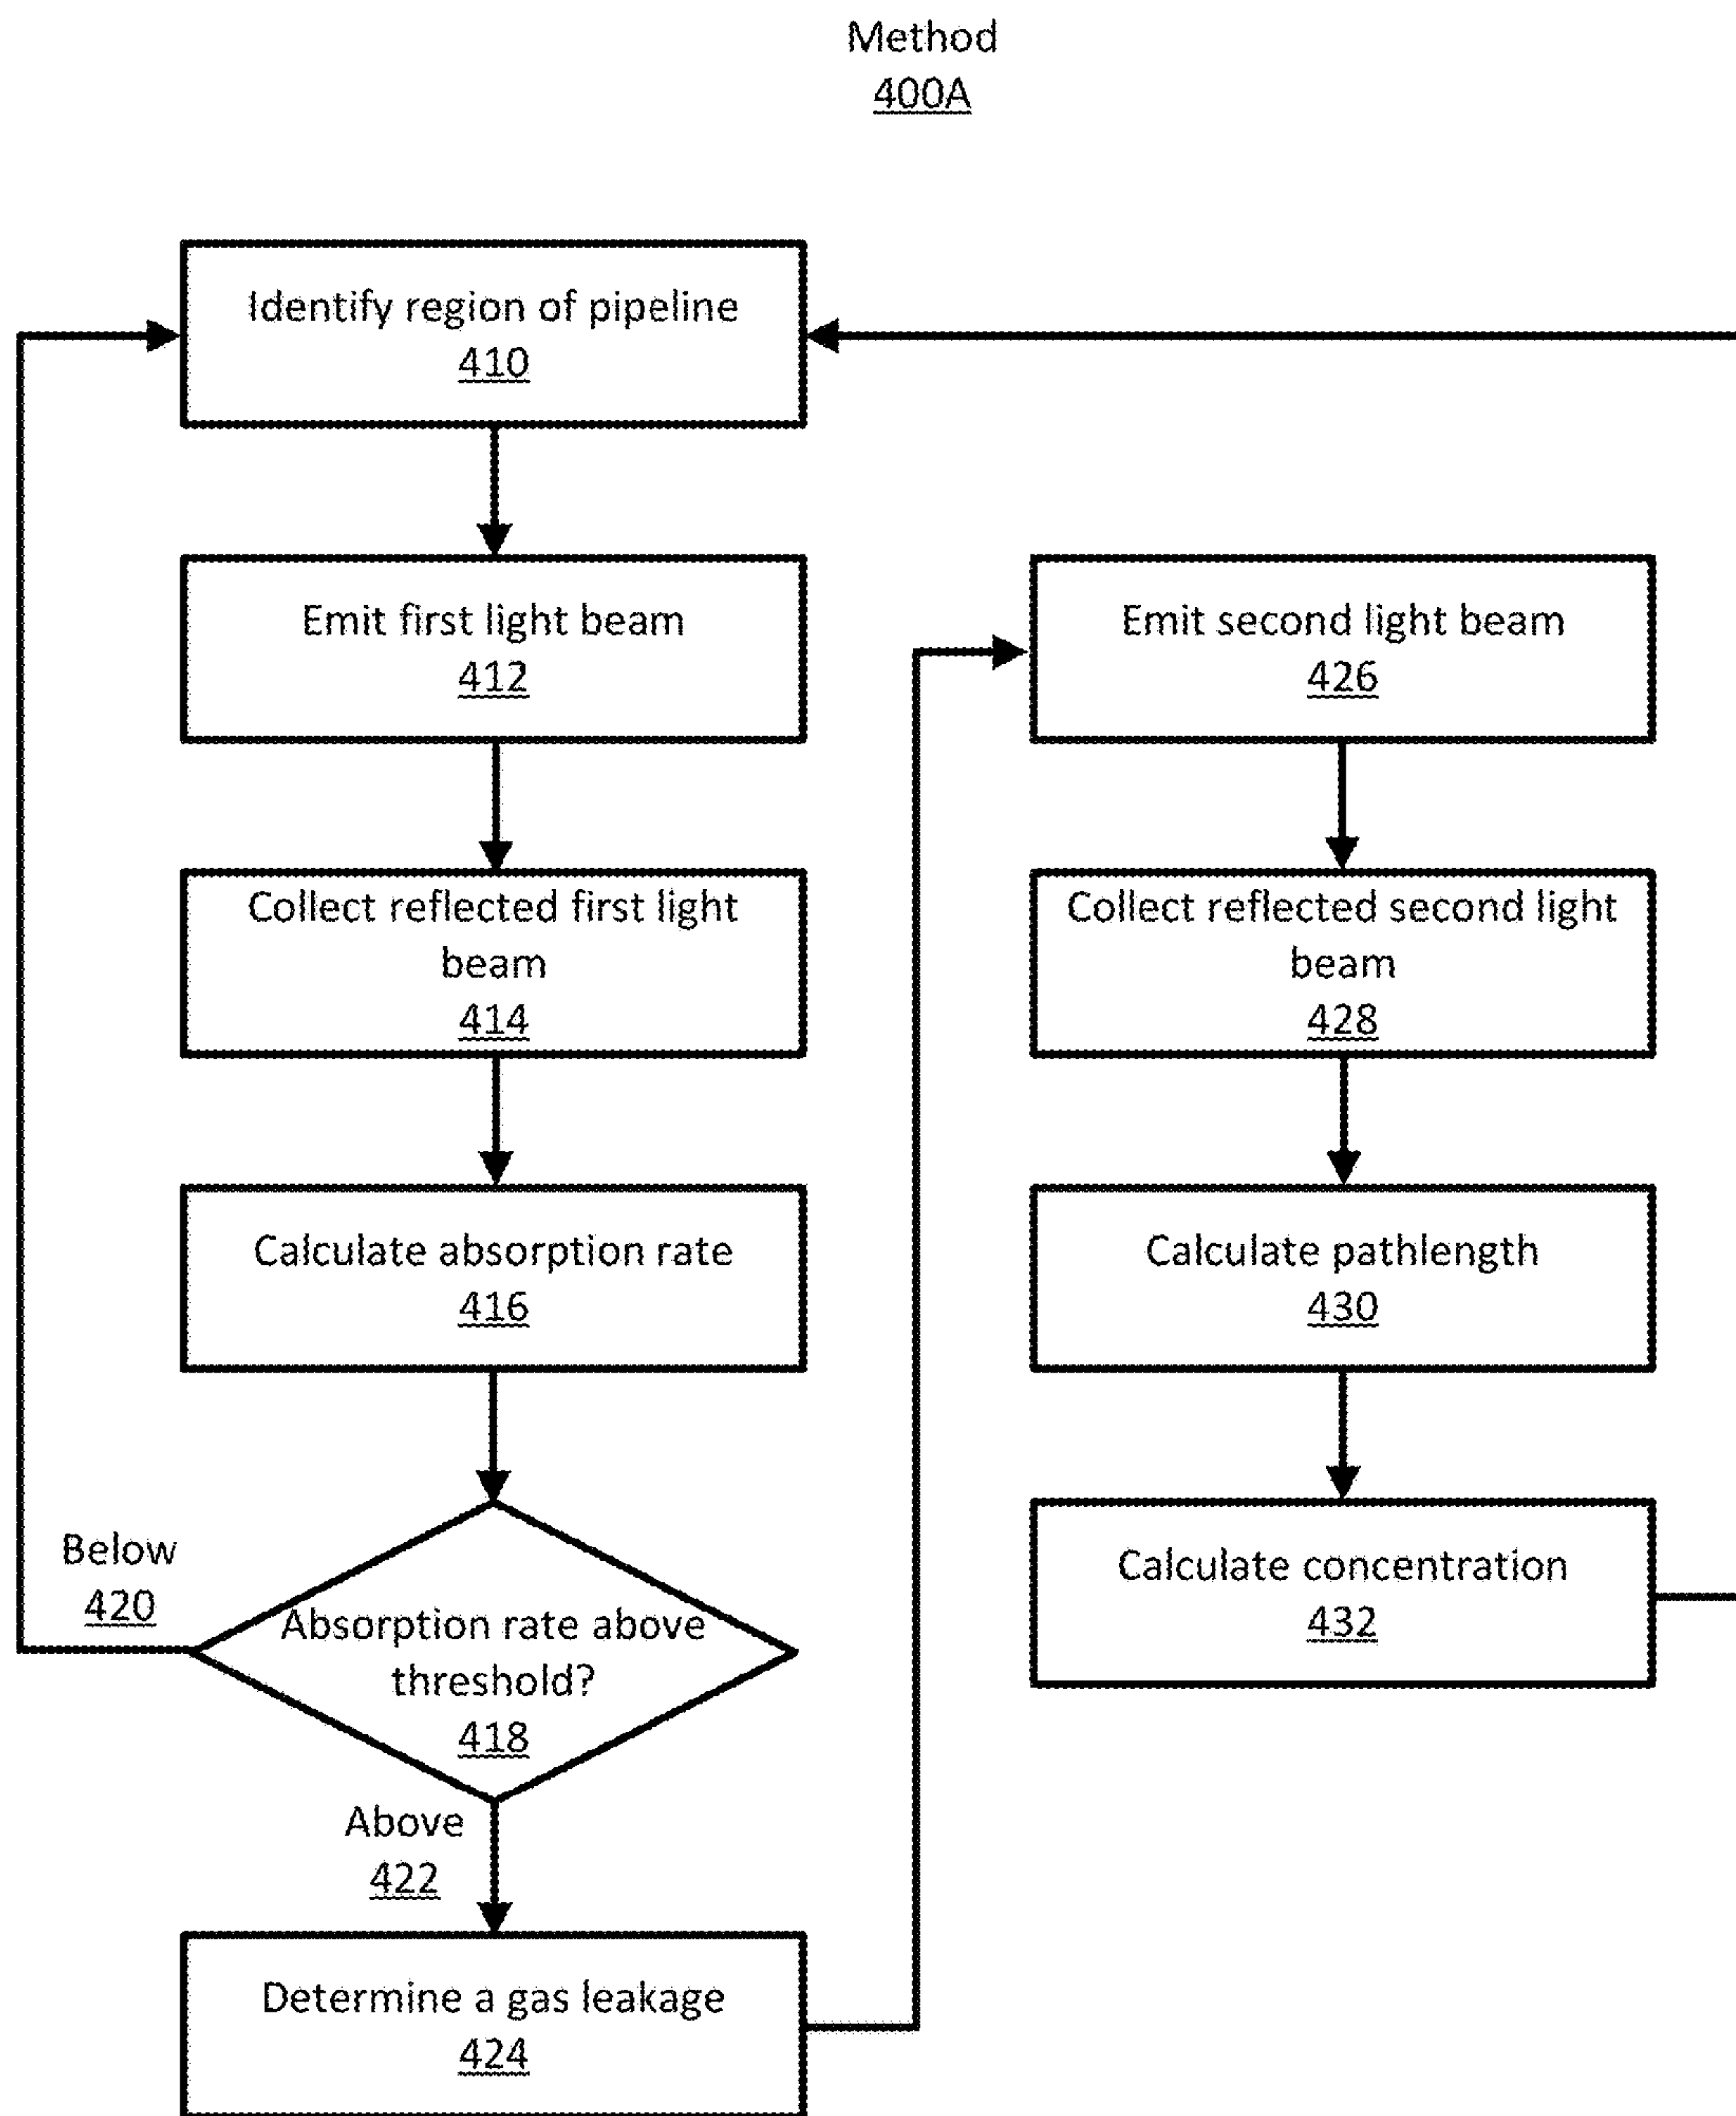 Method
400A
Identify region of pipeline
410
Emit first light beam
412
Collect reflected first light
beam
414
Calculate absorption rate
416
Absorption rate above
threshold?
418
Below
420
Above
422
Determine a gas leakage
424
Emit second light beam
426
Collect reflected second light
beam
428
Calculate pathlength
430
Calculate concentration
432